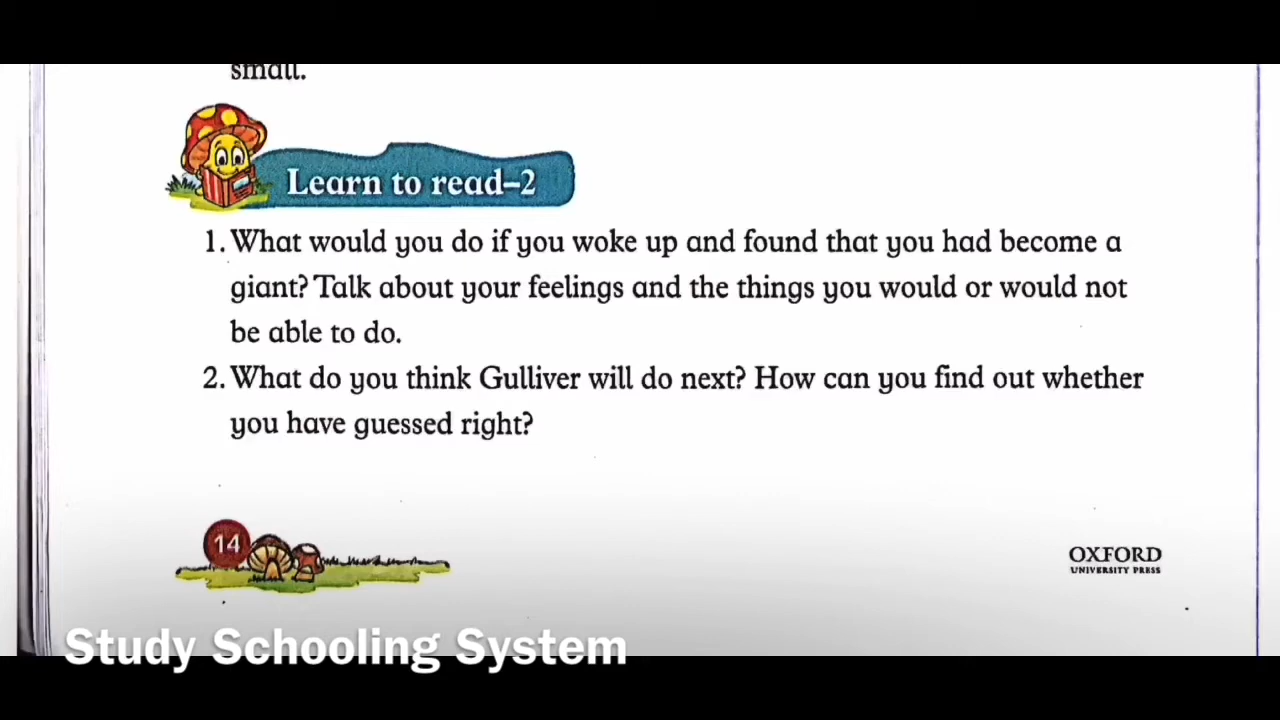 small.
Learn to read–2
1. What would you do if you woke up and found that you had become a
giant? Talk about your feelings and the things you would or would not
be able to do.
2. What do you think Gulliver will do next? How can you find out whether
you have guessed right?
14
OXFORD
UNIVERSITY PRESS
Study Schooling System